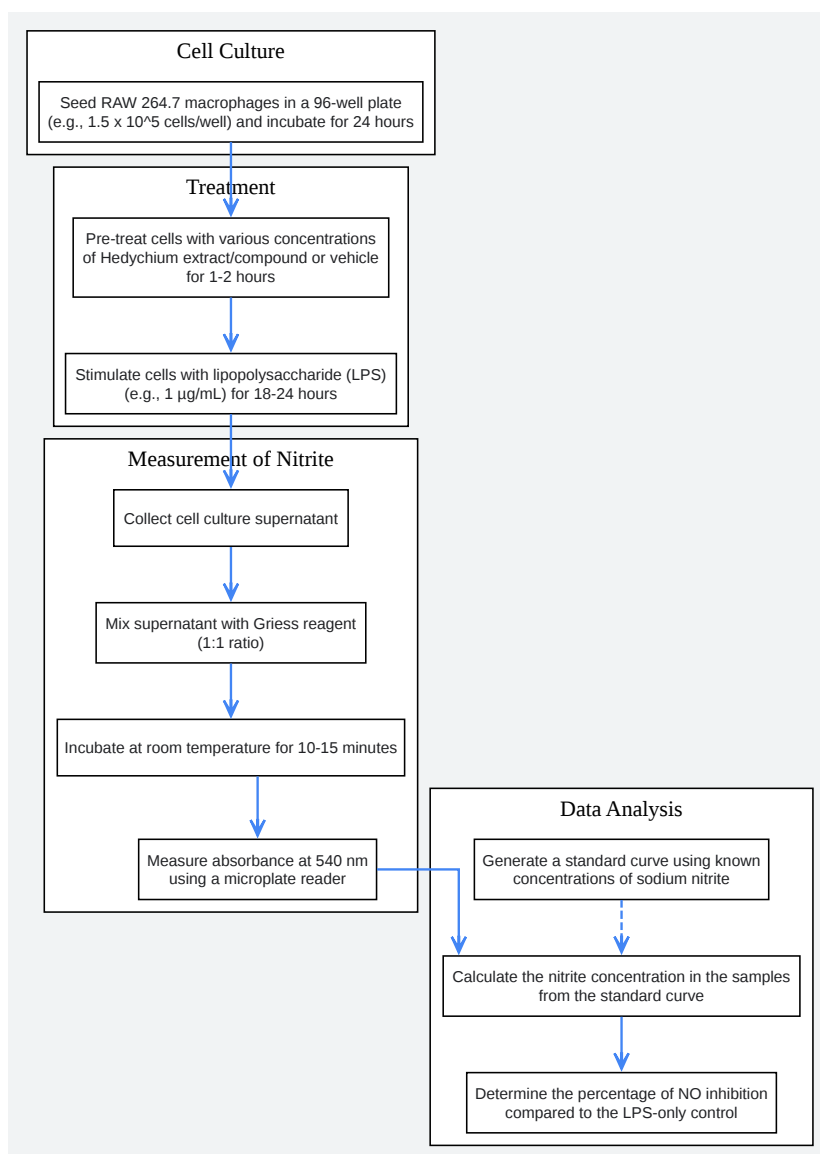 Cell Culture
Seed RAW 264.7 macrophages in a 96-well plate
(e.g., 1.5 x 10^5 cells/well) and incubate for 24 hours
Treatment
Pre-treat cells with various concentrations
of Hedychium extract/compound or vehicle
for 1-2 hours
Stimulate cells with lipopolysaccharide (LPS)
(e.g., 1 µg/mL) for 18-24 hours
Measurement of Nitrite
Collect cell culture supernatant
Mix supernatant with Griess reagent
(1:1 ratio)
Incubate at room temperature for 10-15 minutes
Measure absorbance at 540 nm
using a microplate reader
Data Analysis
Generate a standard curve using known
concentrations of sodium nitrite
Calculate the nitrite concentration in the samples
from the standard curve
Determine the percentage of NO inhibition
compared to the LPS-only control